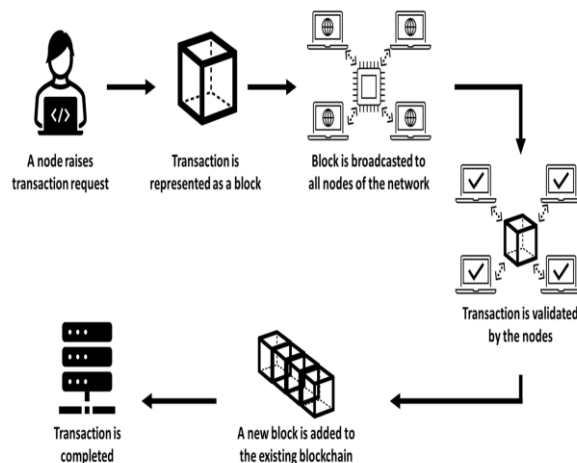 </>
A node raises
transaction request
Transaction is
represented as a block
Block is broadcasted to
all nodes of the network
Transaction is validated
by the nodes
A new block is added to
the existing blockchain
Transaction is
completed